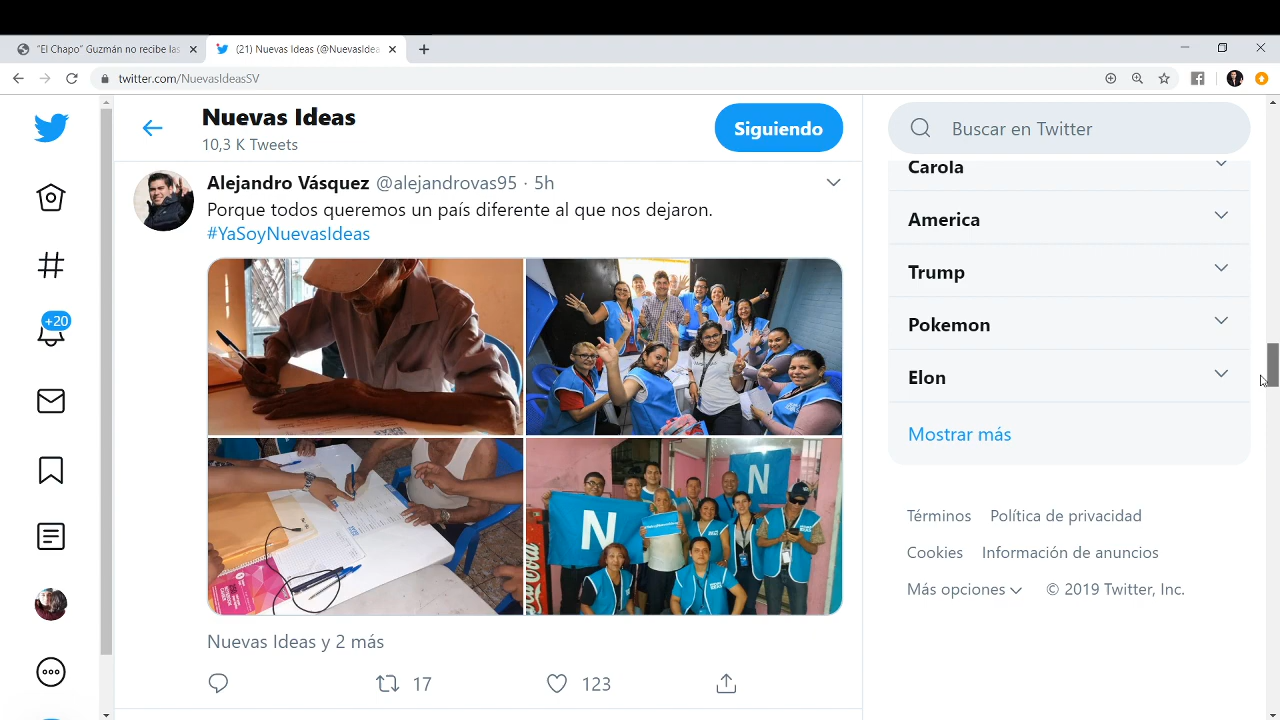 "El Chapo" Guzmán no recibe las
(21) Nuevas Ideas (@NuevasIdea
twitter.com/NuevasIdeasSV
Nuevas Ideas
10,3 K Tweets
Siguiendo
Buscar en Twitter
Alejandro Vásquez @alejandrovas95 · 5h
Porque todos queremos un país diferente al que nos dejaron.
#YaSoyNuevasIdeas
N
N
Coca-Cola
Nuevas Ideas y 2 más
17
123
+20
Carola
America
Trump
Pokemon
Elon
Mostrar más
Términos Política de privacidad
Cookies Información de anuncios
Más opciones © 2019 Twitter, Inc.